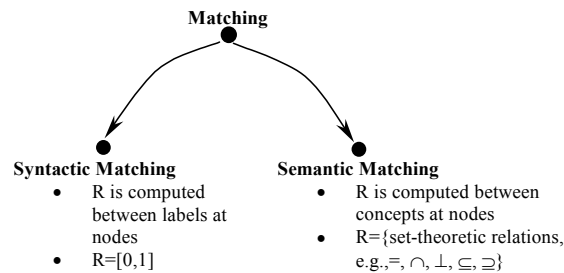 Matching
Syntactic Matching
• R is computed
between labels at
nodes
• R=[0,1]
Semantic Matching
• R is computed between
concepts at nodes
• R={set-theoretic relations,
e.g.,=, ∩, ⊥, ⊆, ⊇}